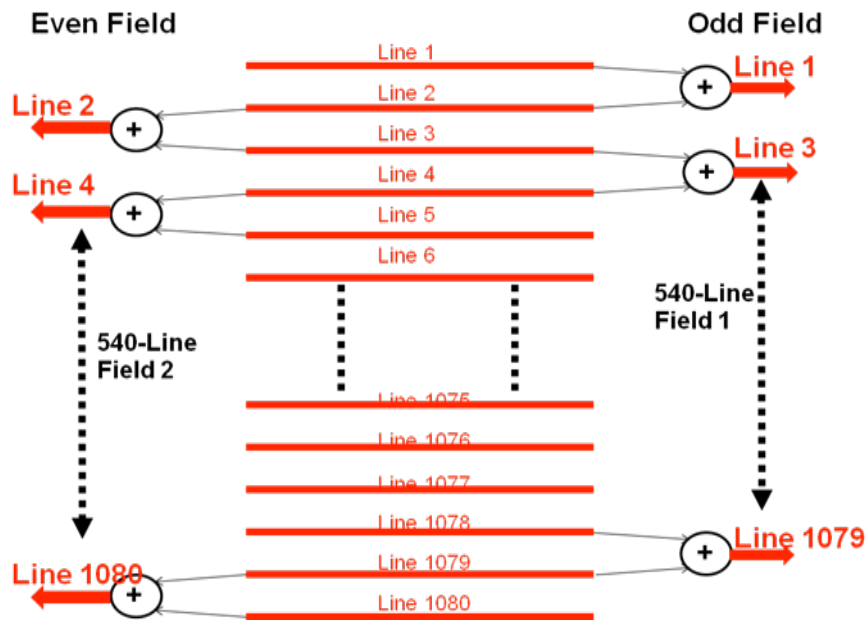 Even Field
Odd Field
Line 1
Line 1
Line 2
Line 2
Line 3
Line 3
Line 4
Line 4
Line 5
Line 6
540-Line
Field 1
540-Line
Field 2
Line 1075
Line 1076
Line 1077
Line 1078
Line 1079
Line 1079
Line 1080
Line 1080
+
+
+
+
+
+